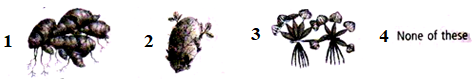 1 2 3 4 None of these